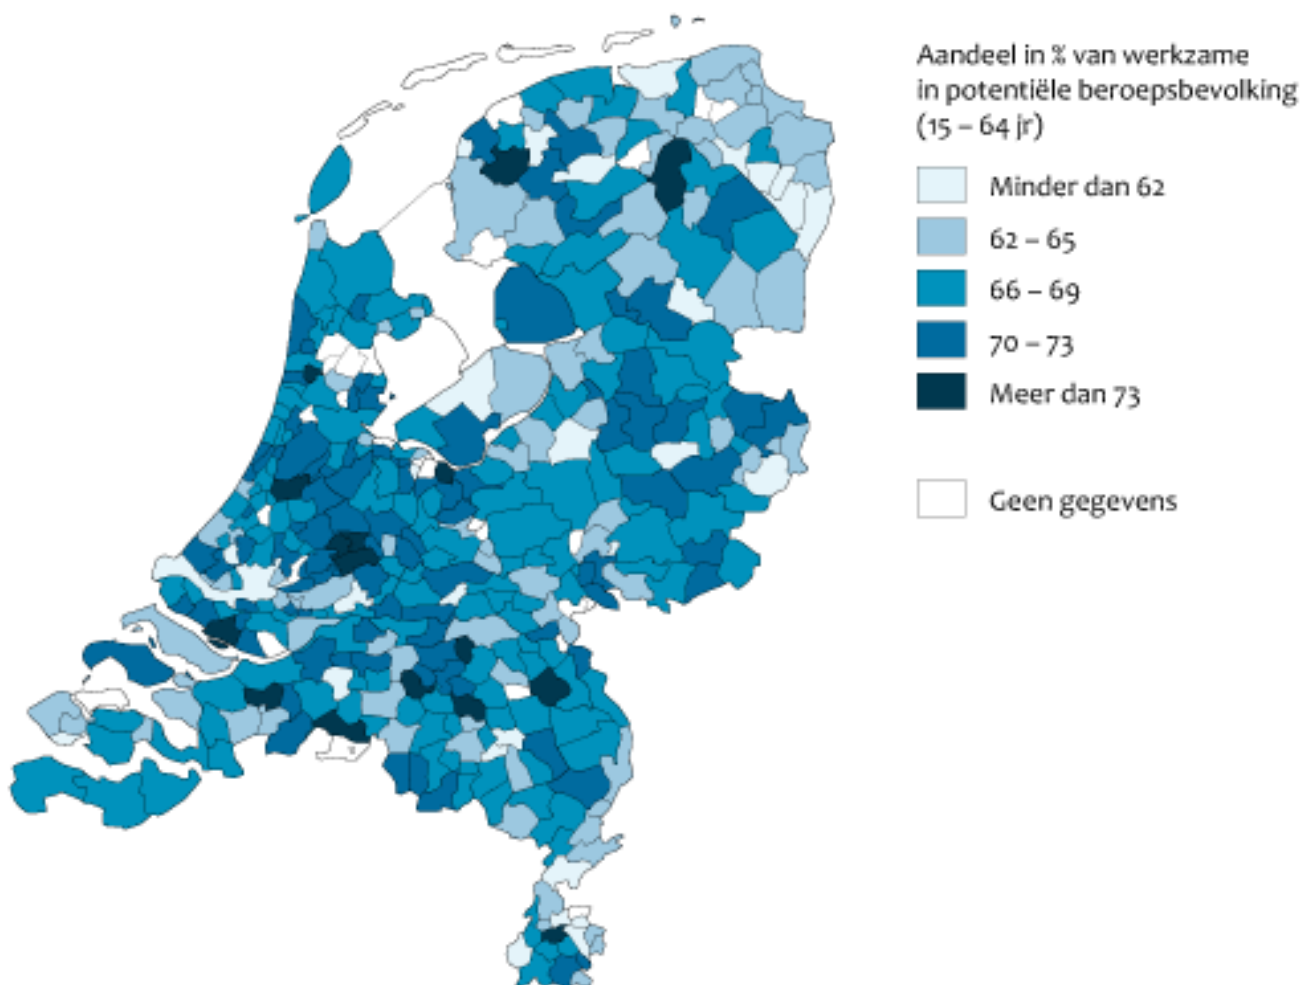 Aandeel in % van werkzame
in potentiële beroepsbevolking
(15 – 64 jr)
Minder dan 62
62 – 65
66 – 69
70 – 73
Meer dan 73
Geen gegevens